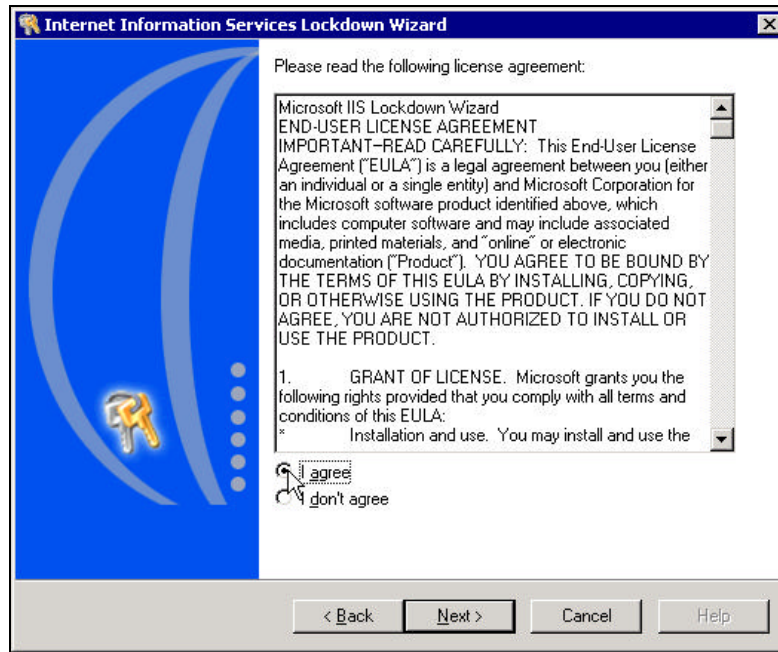 Internet Information Services Lockdown Wizard
Please read the following license agreement:
Microsoft IIS Lockdown Wizard
END-USER LICENSE AGREEMENT
IMPORTANT-READ CAREFULLY: This End-User License
Agreement ("EULA") is a legal agreement between you (either
an individual or a single entity) and Microsoft Corporation for
the Microsoft software product identified above, which
includes computer software and may include associated
media, printed materials, and "online" or electronic
documentation ("Product"). YOU AGREE TO BE BOUND BY
THE TERMS OF THIS EULA BY INSTALLING, COPYING,
OR OTHERWISE USING THE PRODUCT. IF YOU DO NOT
AGREE, YOU ARE NOT AUTHORIZED TO INSTALL OR
USE THE PRODUCT.
1. GRANT OF LICENSE. Microsoft grants you the
following rights provided that you comply with all terms and
conditions of this EULA:
* Installation and use. You may install and use the
I agree
I don't agree
< Back Next > Cancel Help